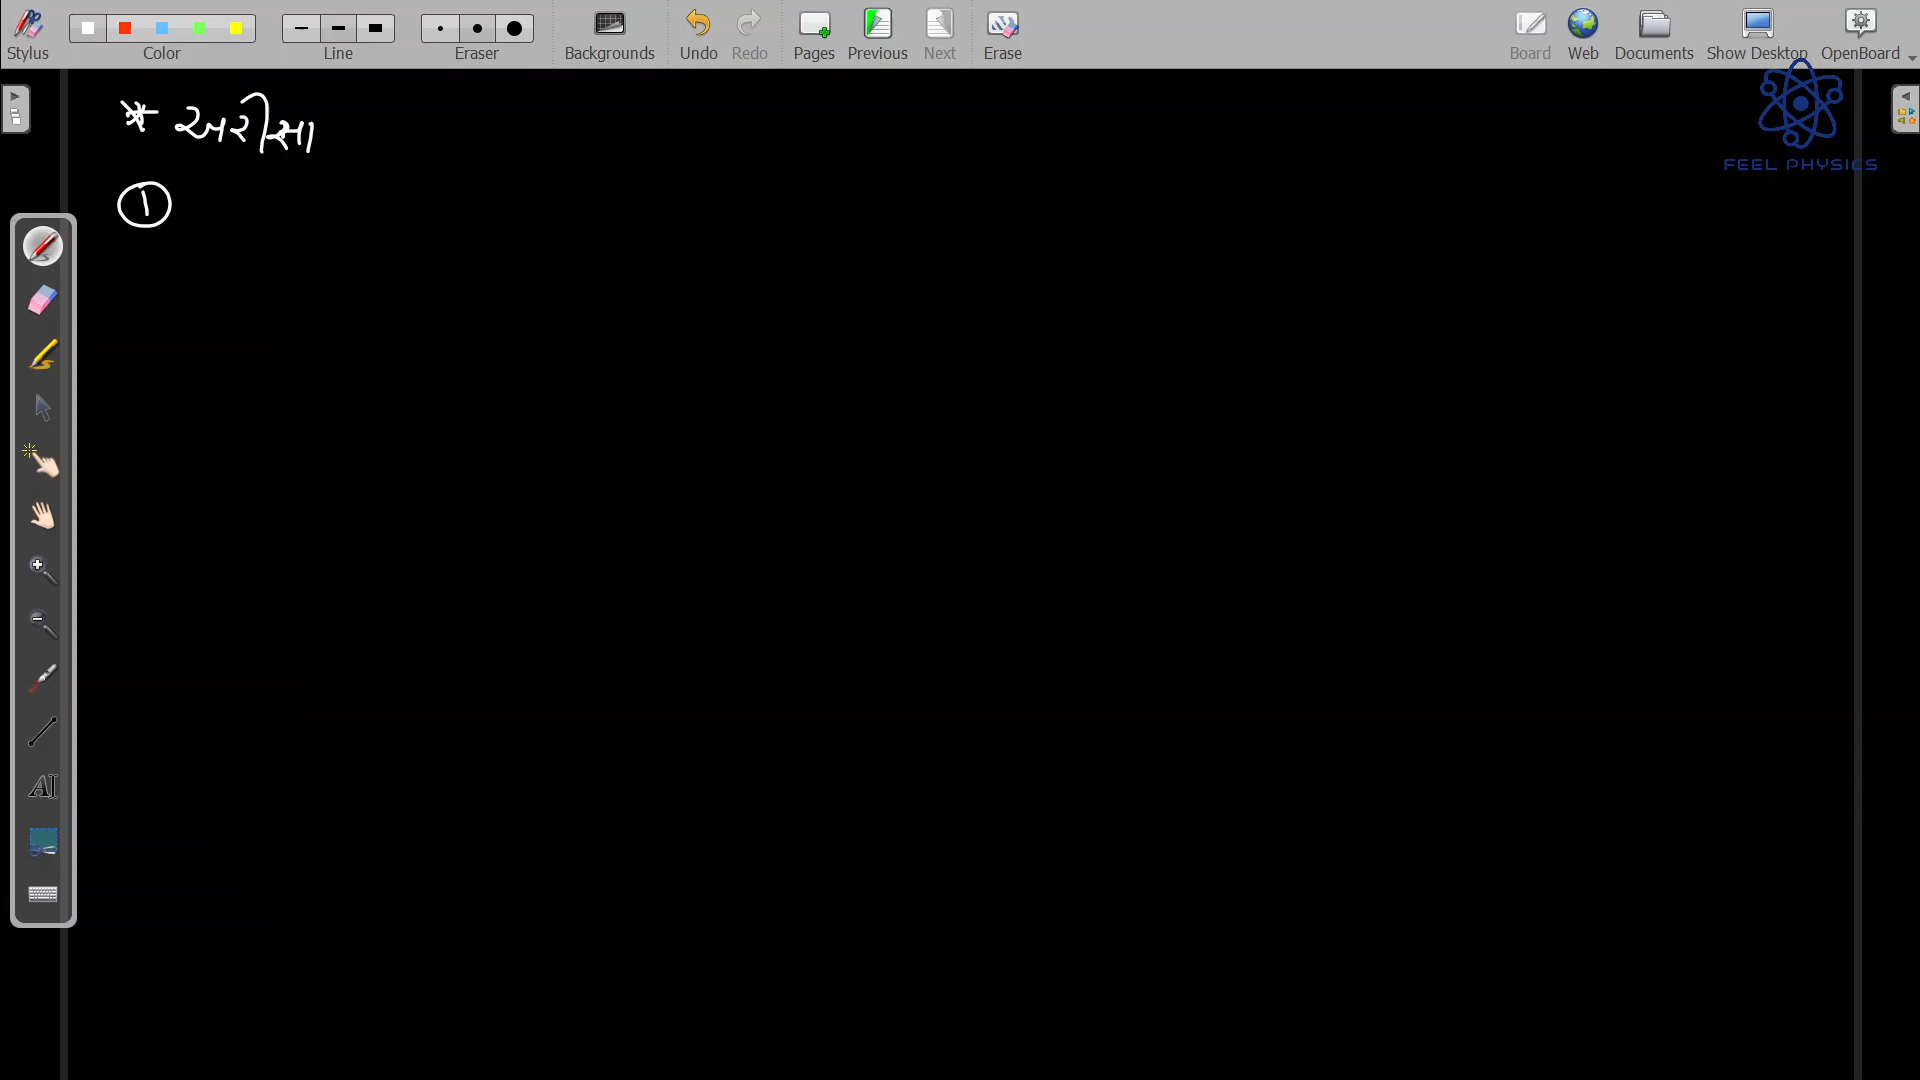 Stylus Color Line Eraser Backgrounds Undo Redo Pages Previous Next Erase Board Web Documents Show Desktop OpenBoard
* અરીસા
FEEL PHYSICS
①
AI